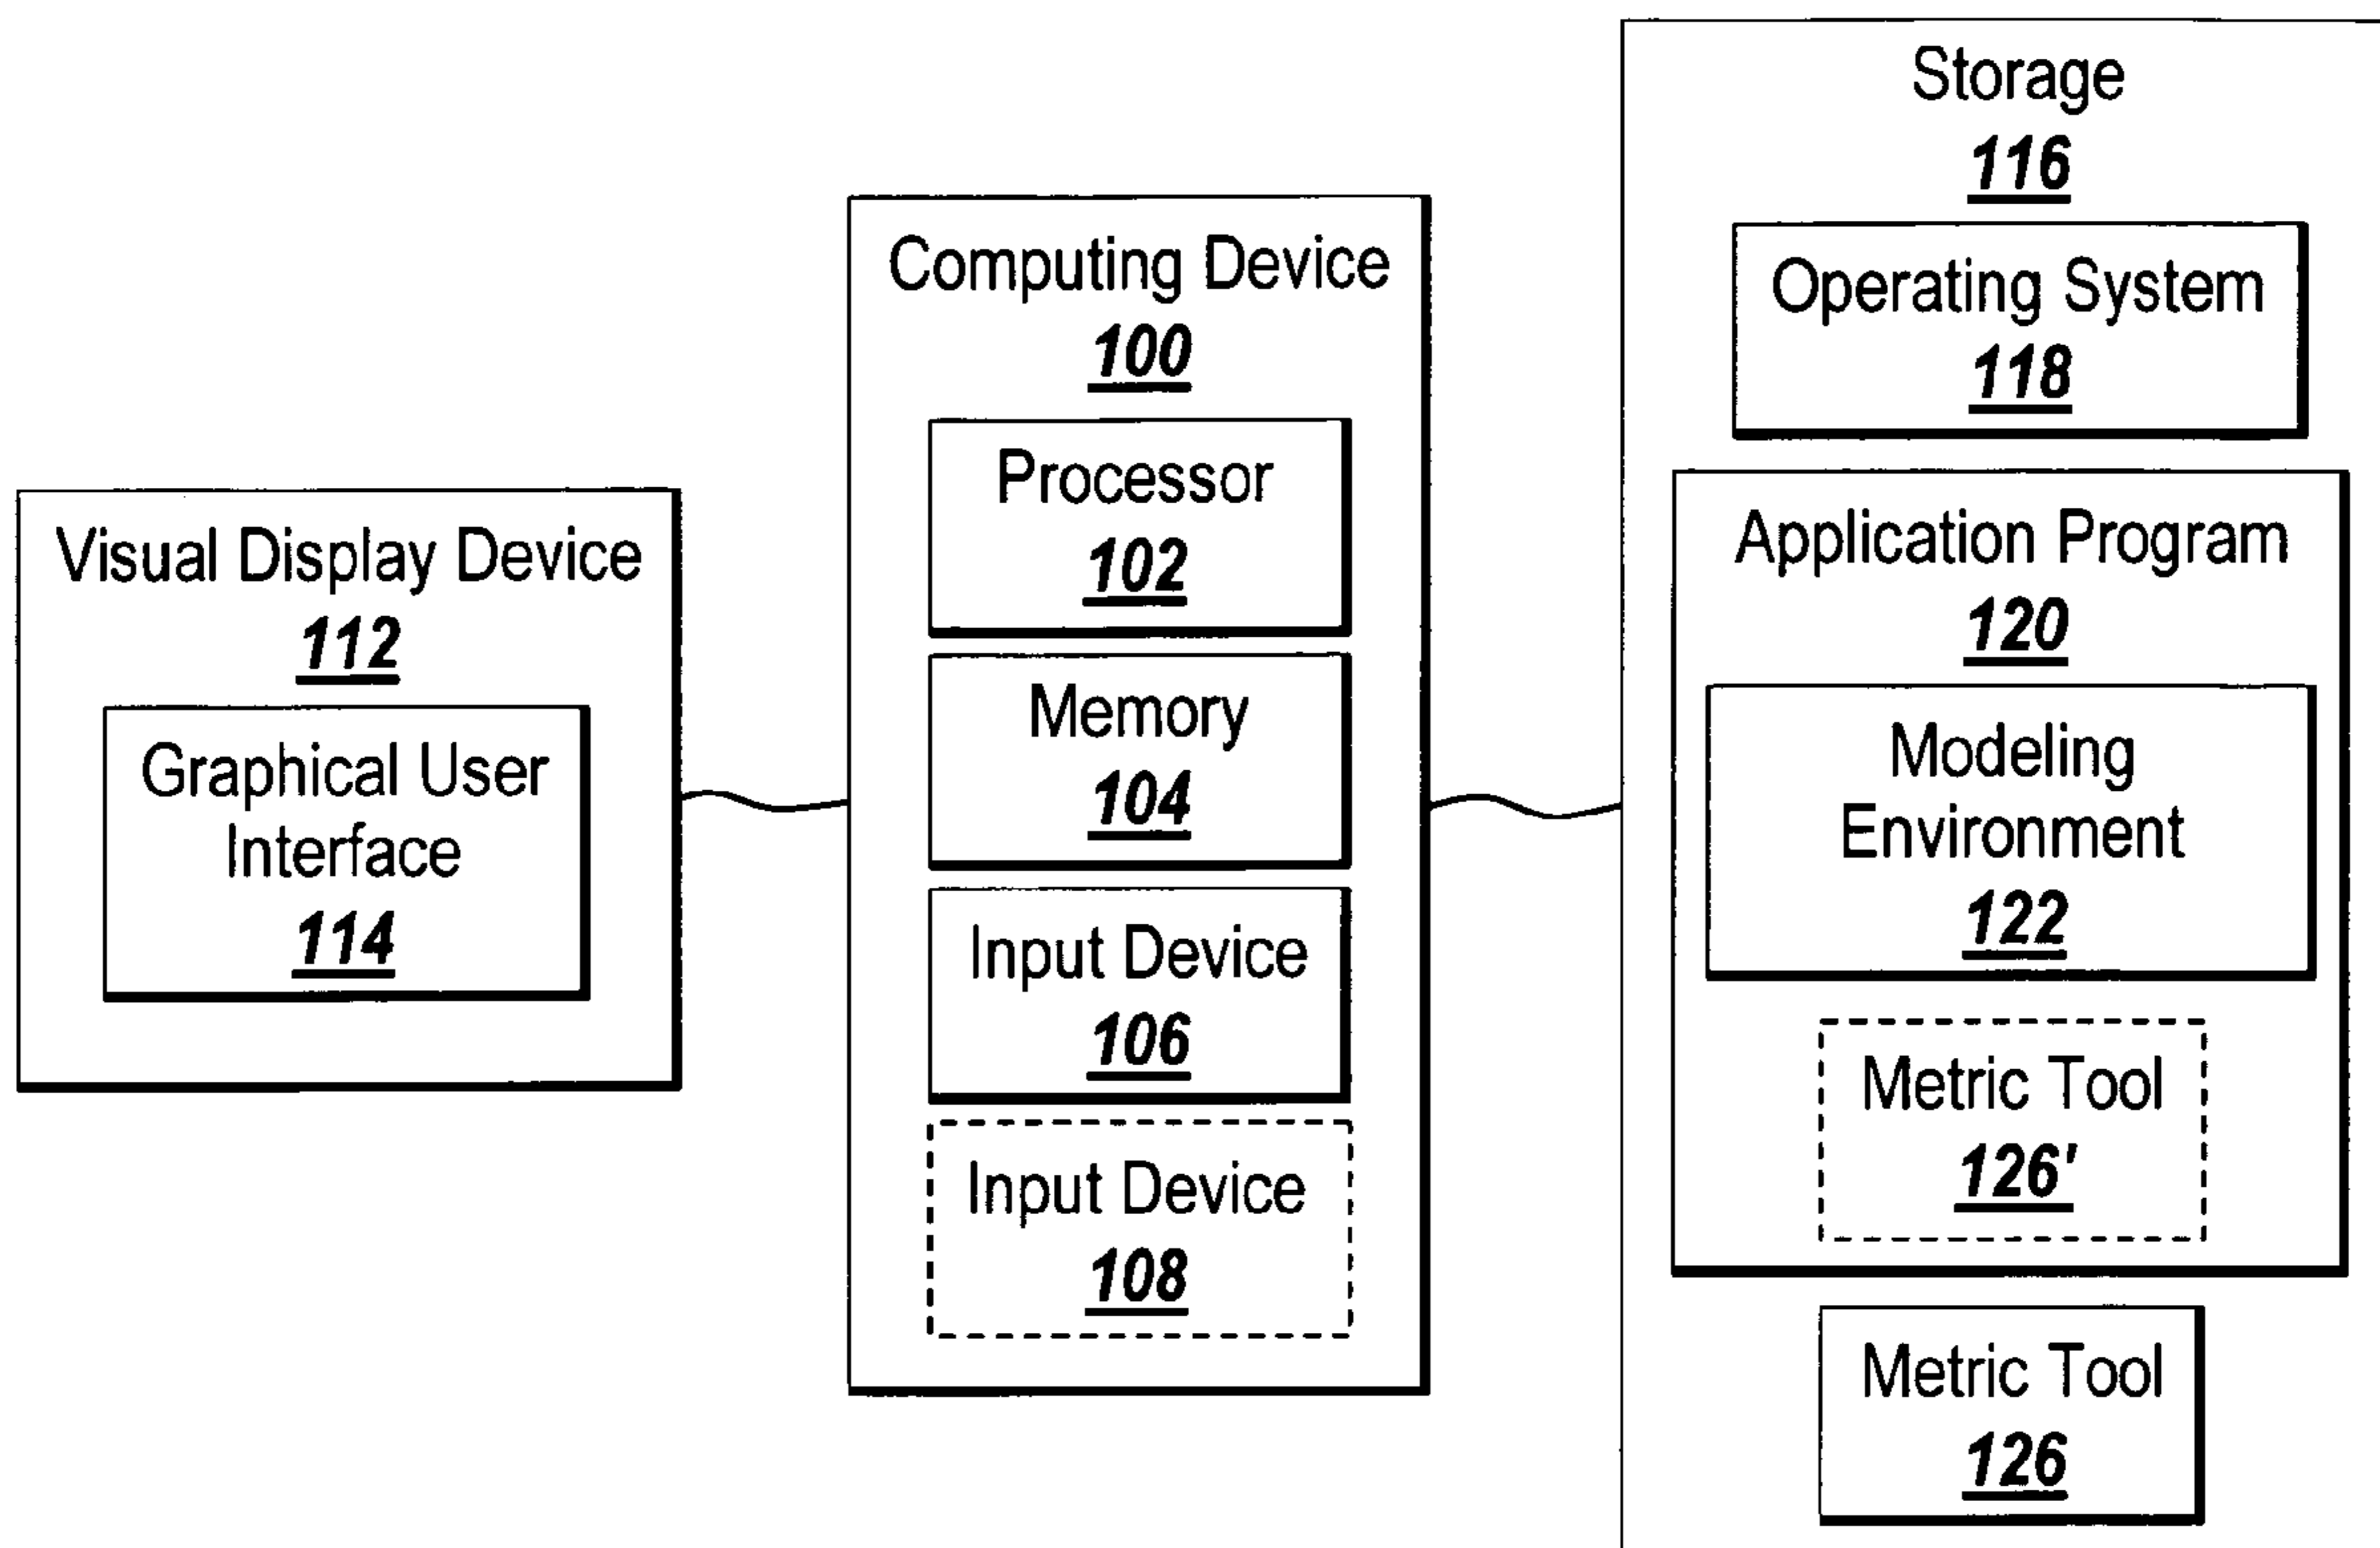 Visual Display Device
112
Graphical User
Interface
114
Computing Device
100
Processor
102
Memory
104
Input Device
106
Input Device
108
Storage
116
Operating System
118
Application Program
120
Modeling
Environment
122
Metric Tool
126'
Metric Tool
126